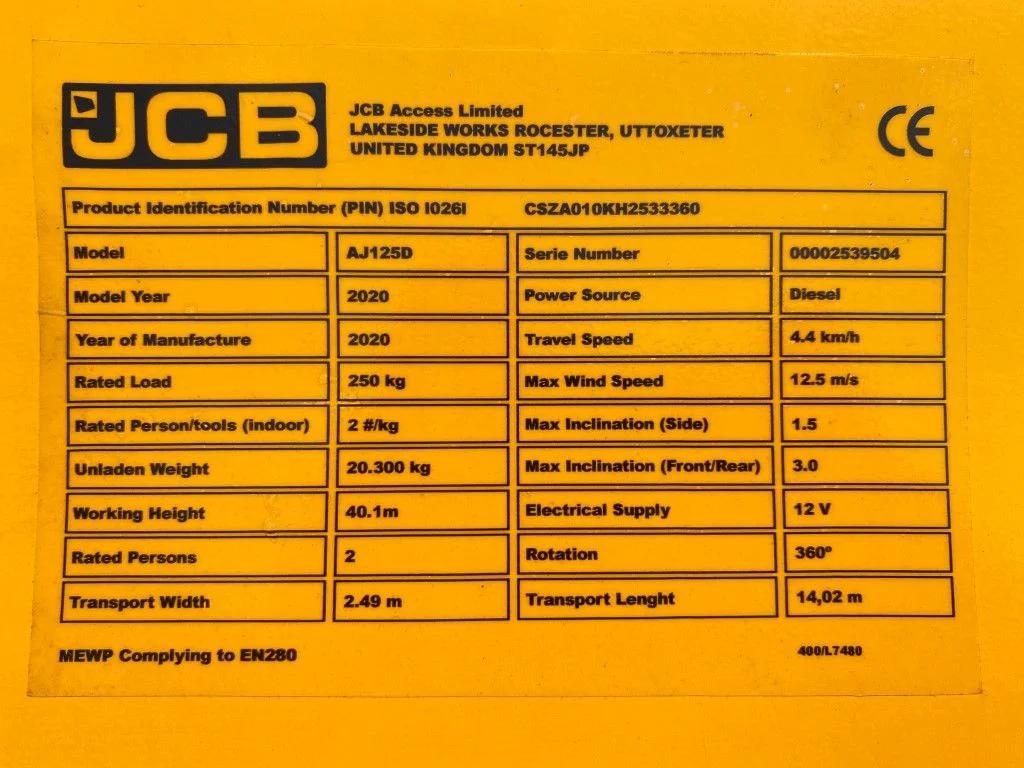 JCB
JCB Access Limited
LAKESIDE WORKS ROCESTER, UTTOXETER
UNITED KINGDOM ST145JP
CE
Product Identification Number (PIN) ISO I026I CSZA010KH2533360
Model AJ125D Serie Number 00002539504
Model Year 2020 Power Source Diesel
Year of Manufacture 2020 Travel Speed 4.4 km/h
Rated Load 250 kg Max Wind Speed 12.5 m/s
Rated Person/tools (indoor) 2 #/kg Max Inclination (Side) 1.5
Unladen Weight 20.300 kg Max Inclination (Front/Rear) 3.0
Working Height 40.1m Electrical Supply 12 V
Rated Persons 2 Rotation 360º
Transport Width 2.49 m Transport Lenght 14,02 m
MEWP Complying to EN280 400/L7480